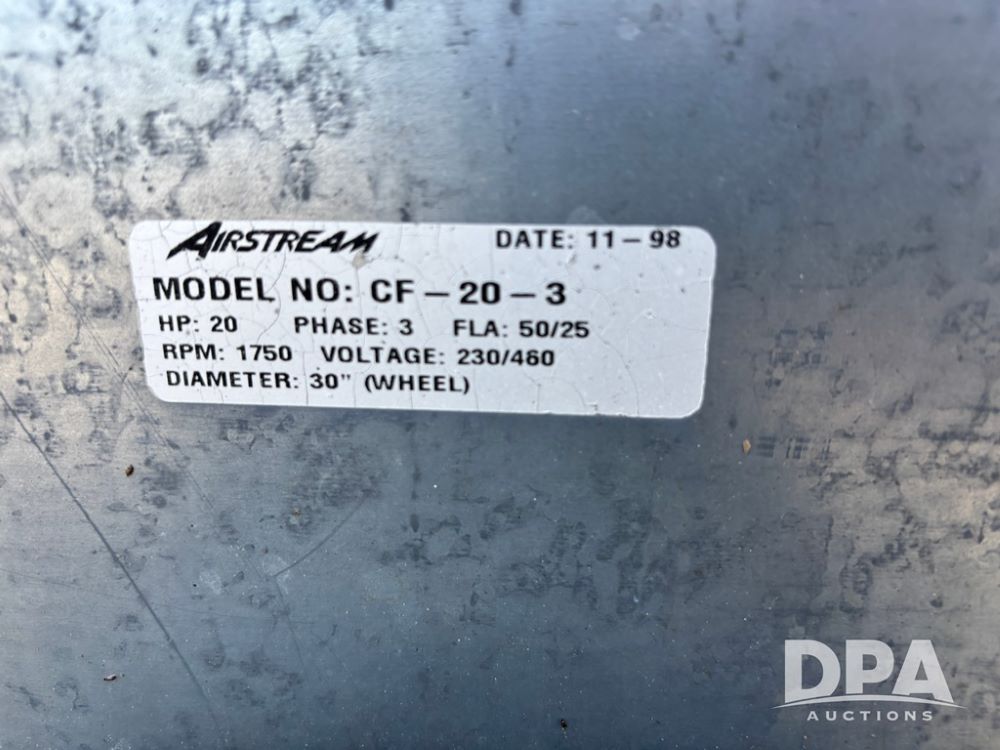 AIRSTREAM DATE: 11-98
MODEL NO: CF-20-3
HP: 20 PHASE: 3 FLA: 50/25
RPM: 1750 VOLTAGE: 230/460
DIAMETER: 30" (WHEEL)
DPA
AUCTIONS